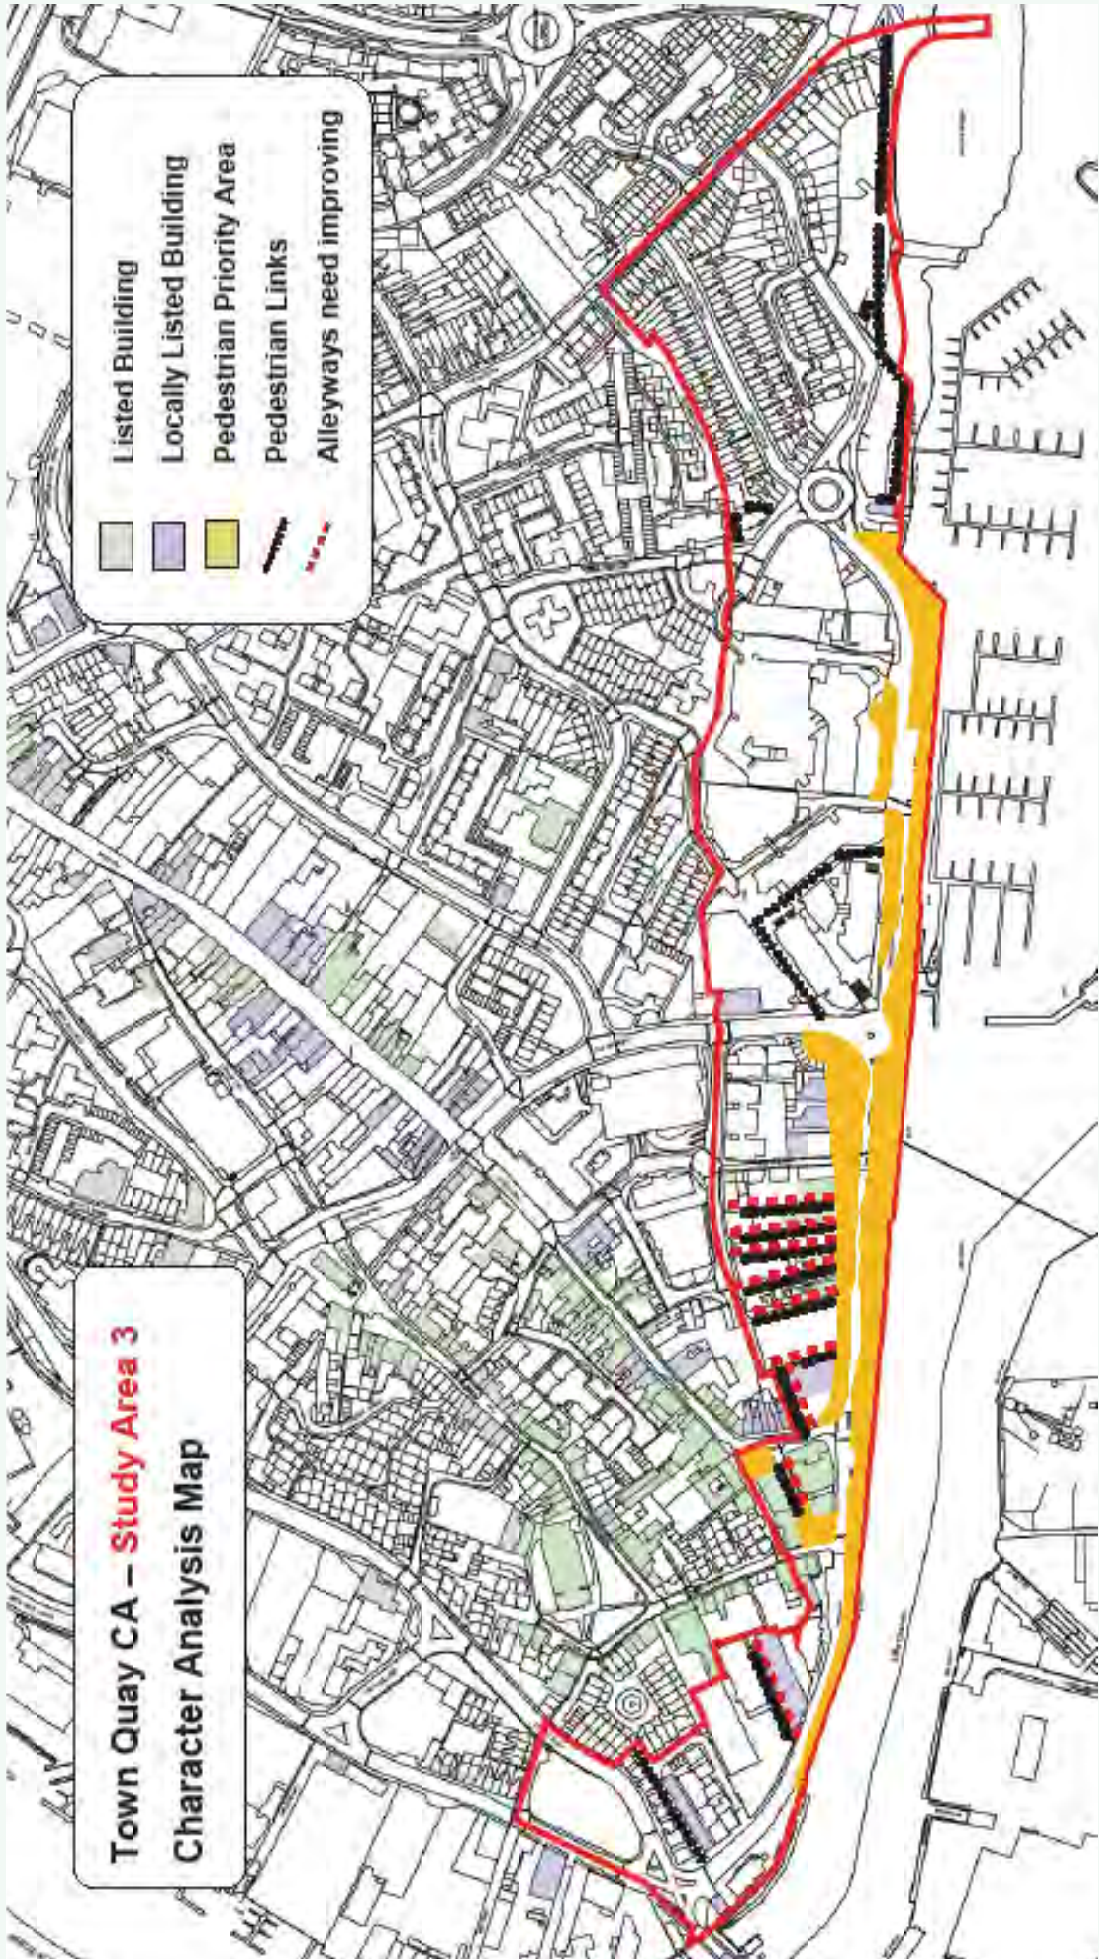 Town Quay CA – Study Area 3
Character Analysis Map
Listed Building
Locally Listed Building
Pedestrian Priority Area
Pedestrian Links
Alleyways need improving